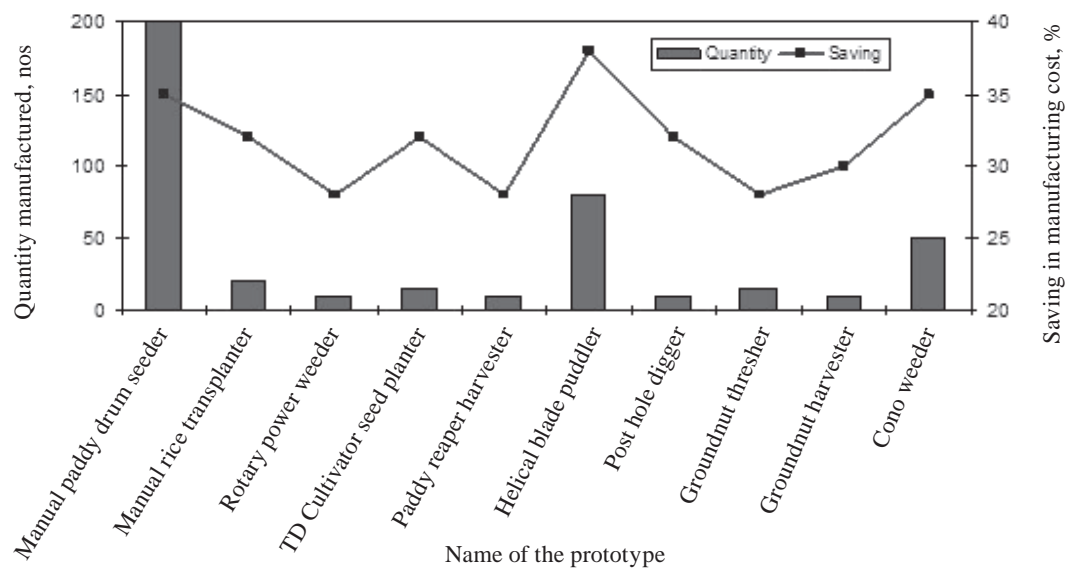 Quantity manufactured, nos
200
150
100
50
0
Quantity
Saving
40
35
30
25
20
Saving in manufacturing cost, %
Manual paddy drum seeder
Manual rice transplanter
Rotary power weeder
TD Cultivator seed planter
Paddy reaper harvester
Helical blade puddler
Post hole digger
Groundnut thresher
Groundnut harvester
Cono weeder
Name of the prototype